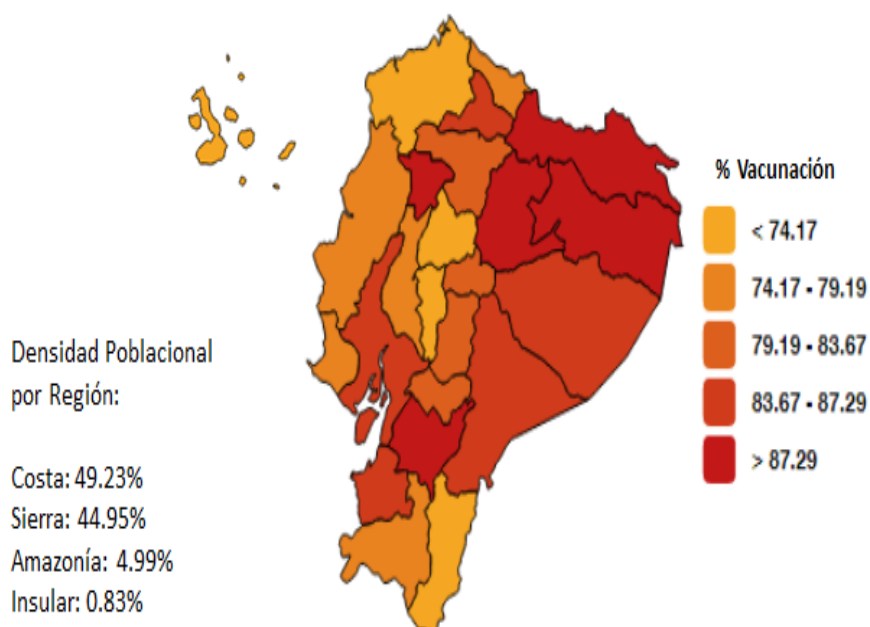 % Vacunación
< 74.17
74.17 - 79.19
79.19 - 83.67
83.67 - 87.29
> 87.29
Densidad Poblacional
por Región:
Costa: 49.23%
Sierra: 44.95%
Amazonía: 4.99%
Insular: 0.83%